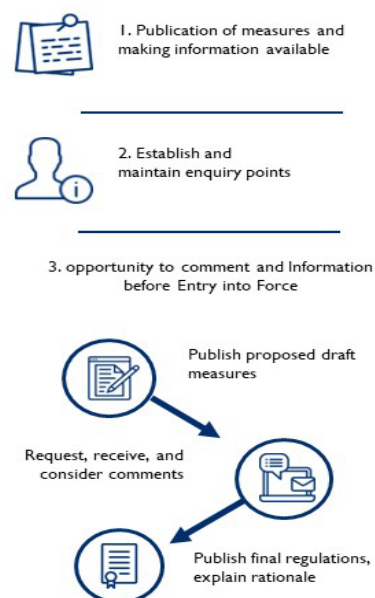 1. Publication of measures and
making information available
2. Establish and
maintain enquiry points
3. opportunity to comment and Information
before Entry into Force
Publish proposed draft
measures
Request, receive, and
consider comments
Publish final regulations,
explain rationale